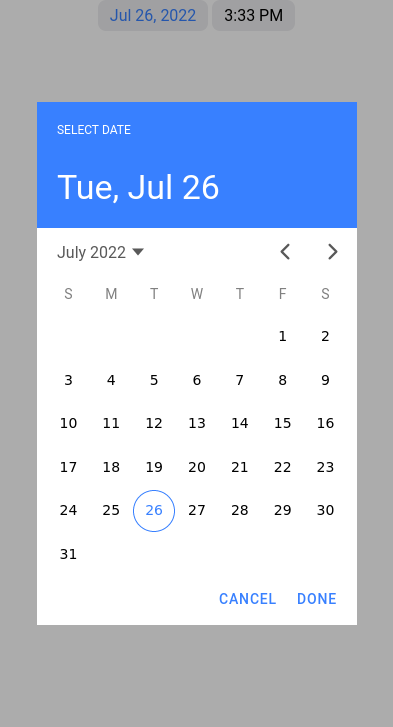 Jul 26, 2022 3:33 PM
SELECT DATE
Tue, Jul 26
July 2022
S M T W T F S
1 2
3 4 5 6 7 8 9
10 11 12 13 14 15 16
17 18 19 20 21 22 23
24 25 26 27 28 29 30
31
CANCEL DONE